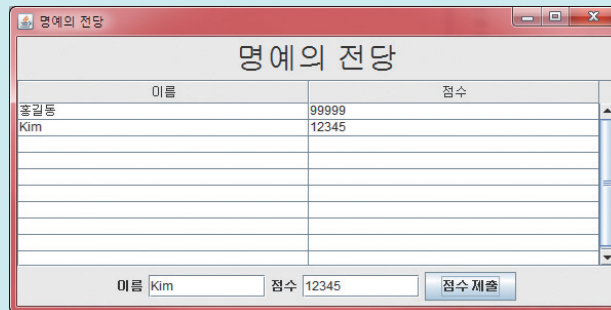 명예의 전당
명예의 전당
이름 점수
홍길동 99999
Kim 12345
이름 Kim 점수 12345 점수 제출